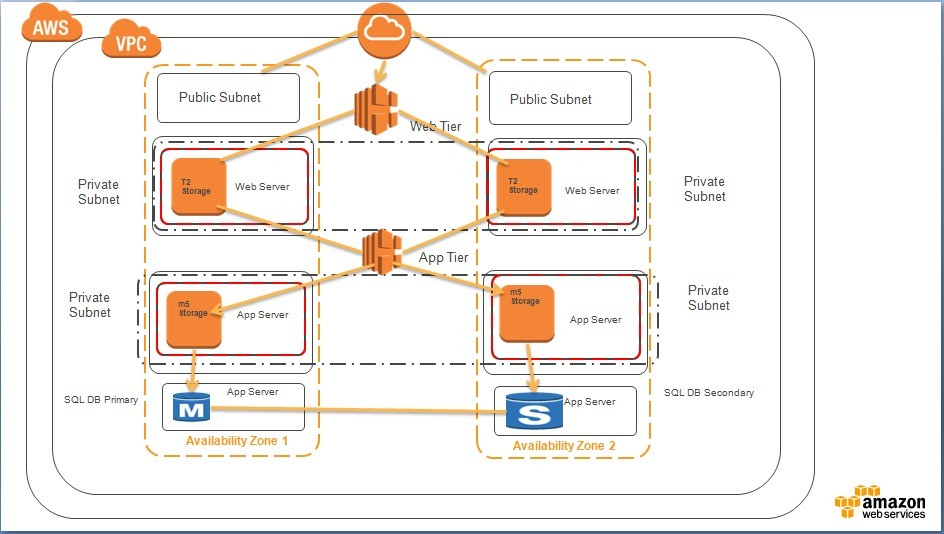 AWS
VPC
Public Subnet
Public Subnet
Web Tier
Private
Subnet
T2
Storage
Web Server
T2
Storage
Web Server
Private
Subnet
App Tier
Private
Subnet
m5
Storage
App Server
m5
Storage
App Server
Private
Subnet
SQL DB Primary
M
App Server
S
App Server
SQL DB Secondary
Availability Zone 1
Availability Zone 2
amazon
webservices